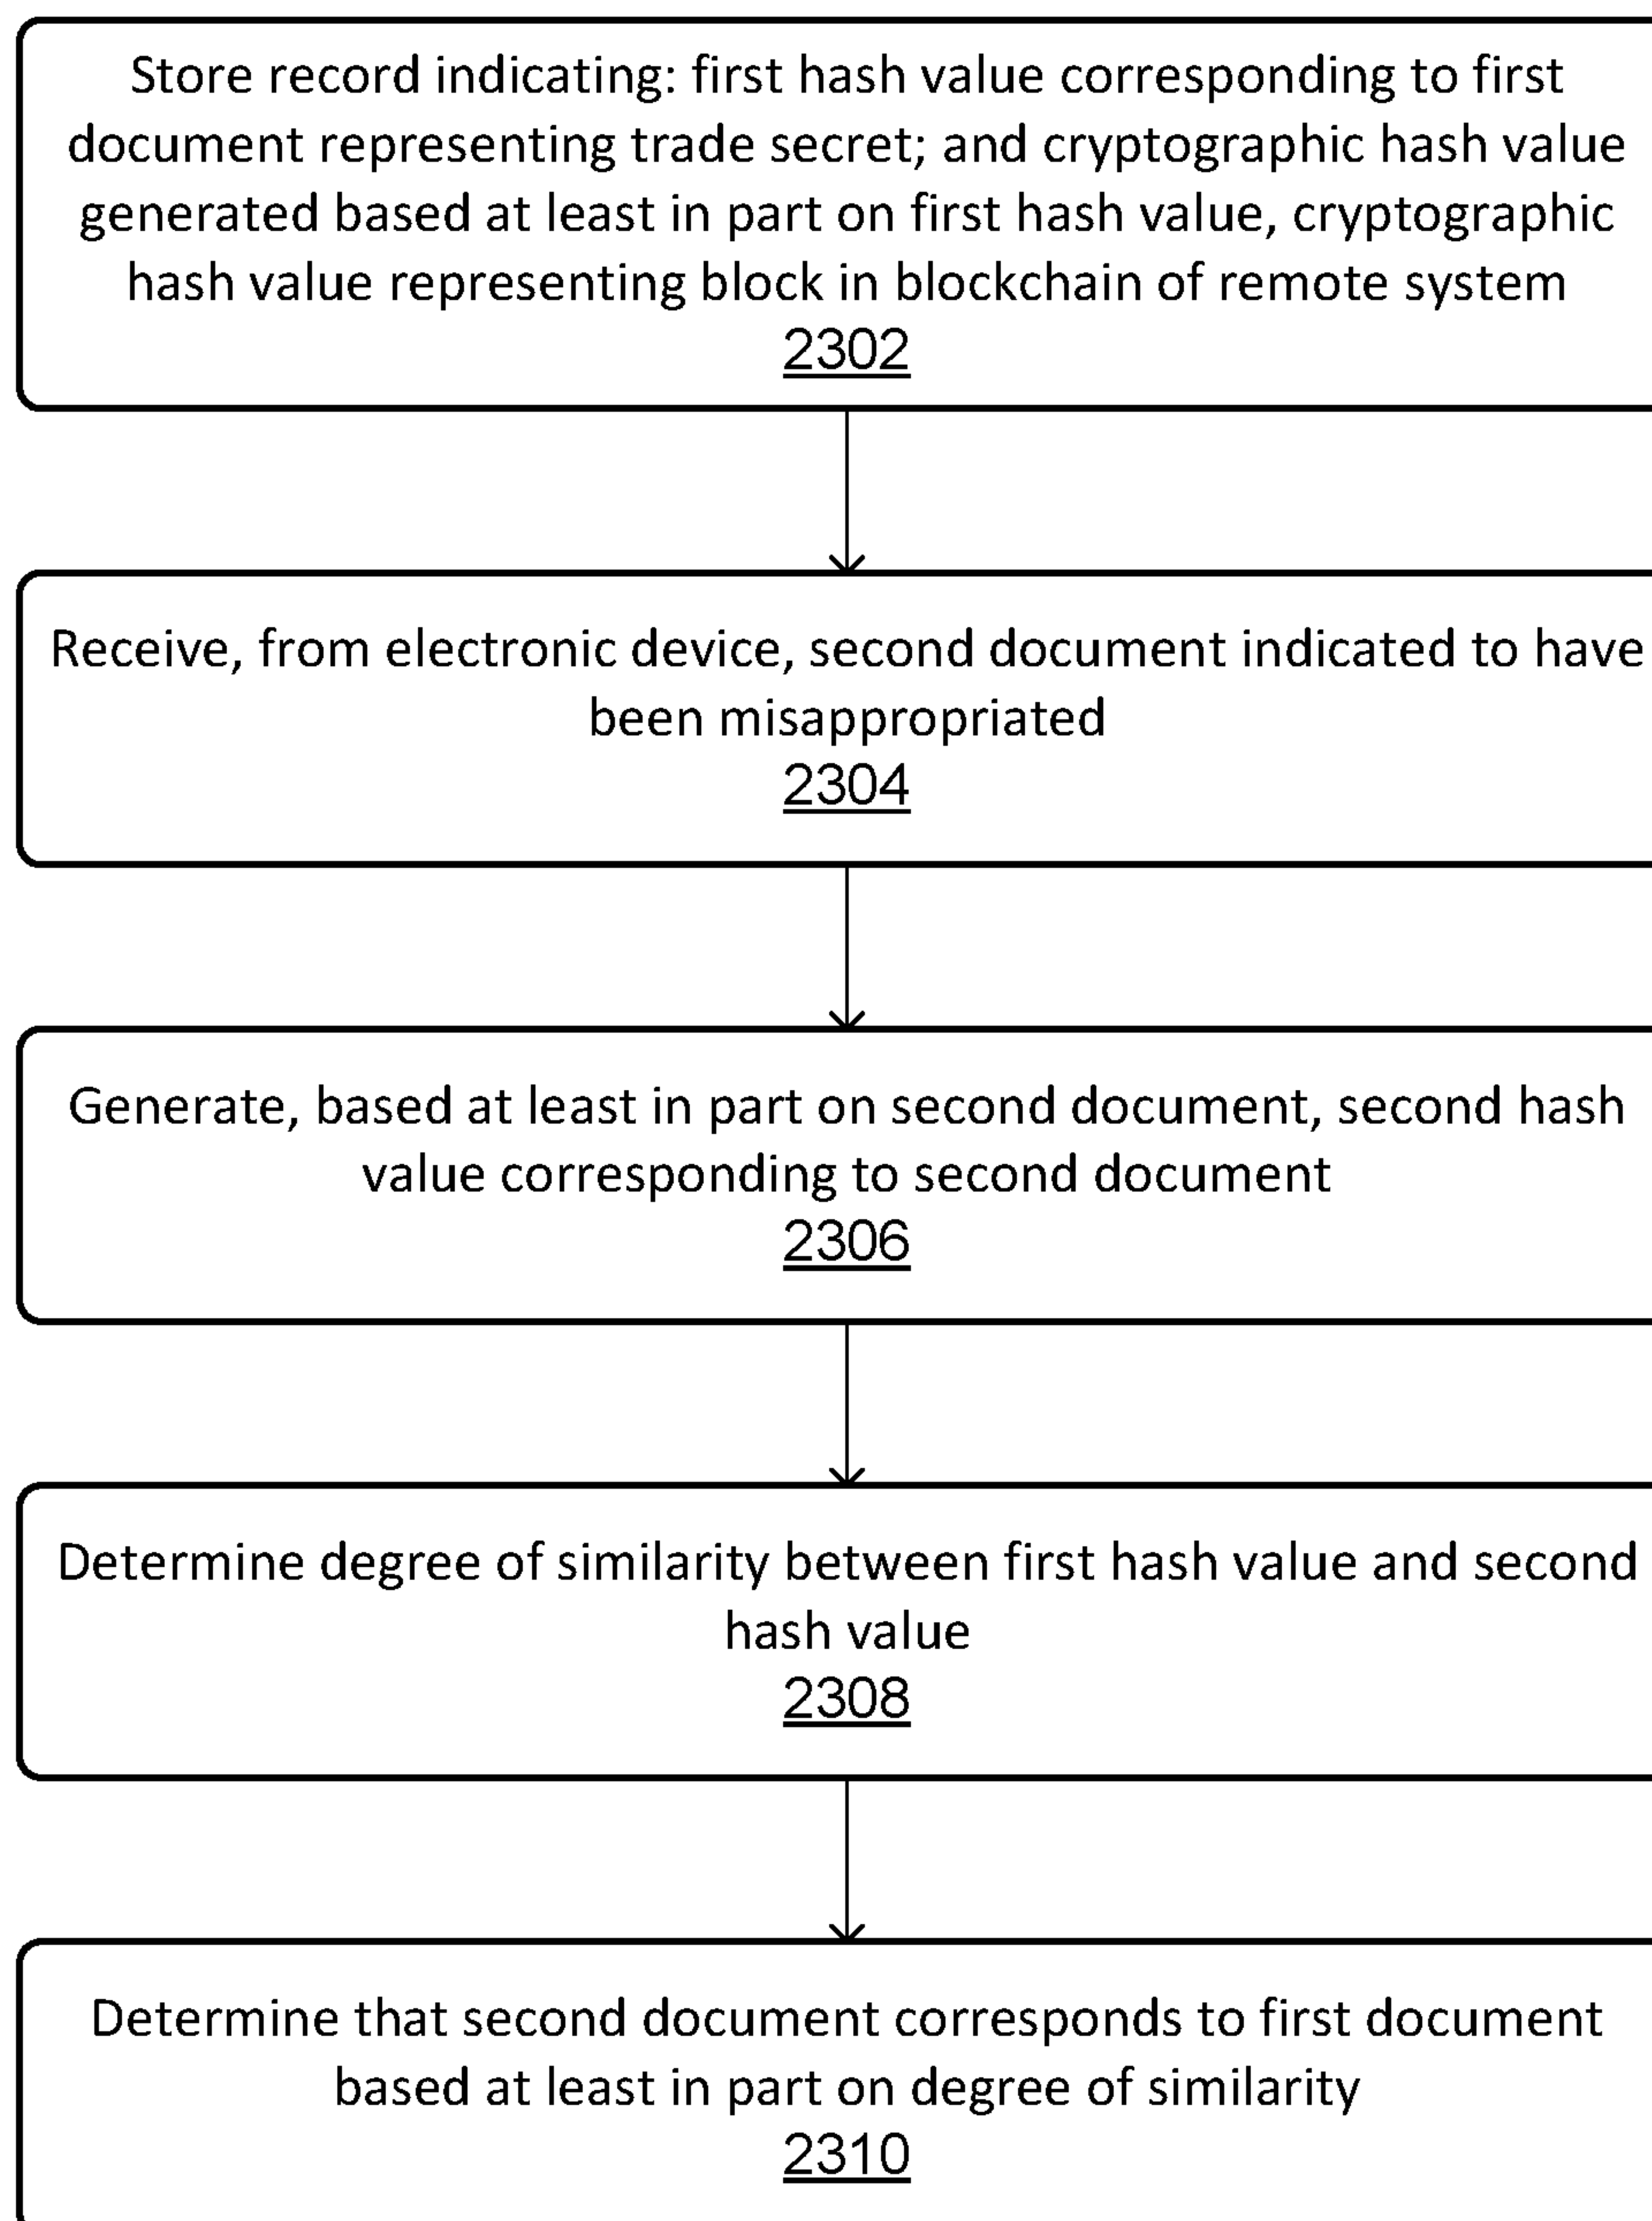 Store record indicating: first hash value corresponding to first
document representing trade secret; and cryptographic hash value
generated based at least in part on first hash value, cryptographic
hash value representing block in blockchain of remote system
2302
Receive, from electronic device, second document indicated to have
been misappropriated
2304
Generate, based at least in part on second document, second hash
value corresponding to second document
2306
Determine degree of similarity between first hash value and second
hash value
2308
Determine that second document corresponds to first document
based at least in part on degree of similarity
2310